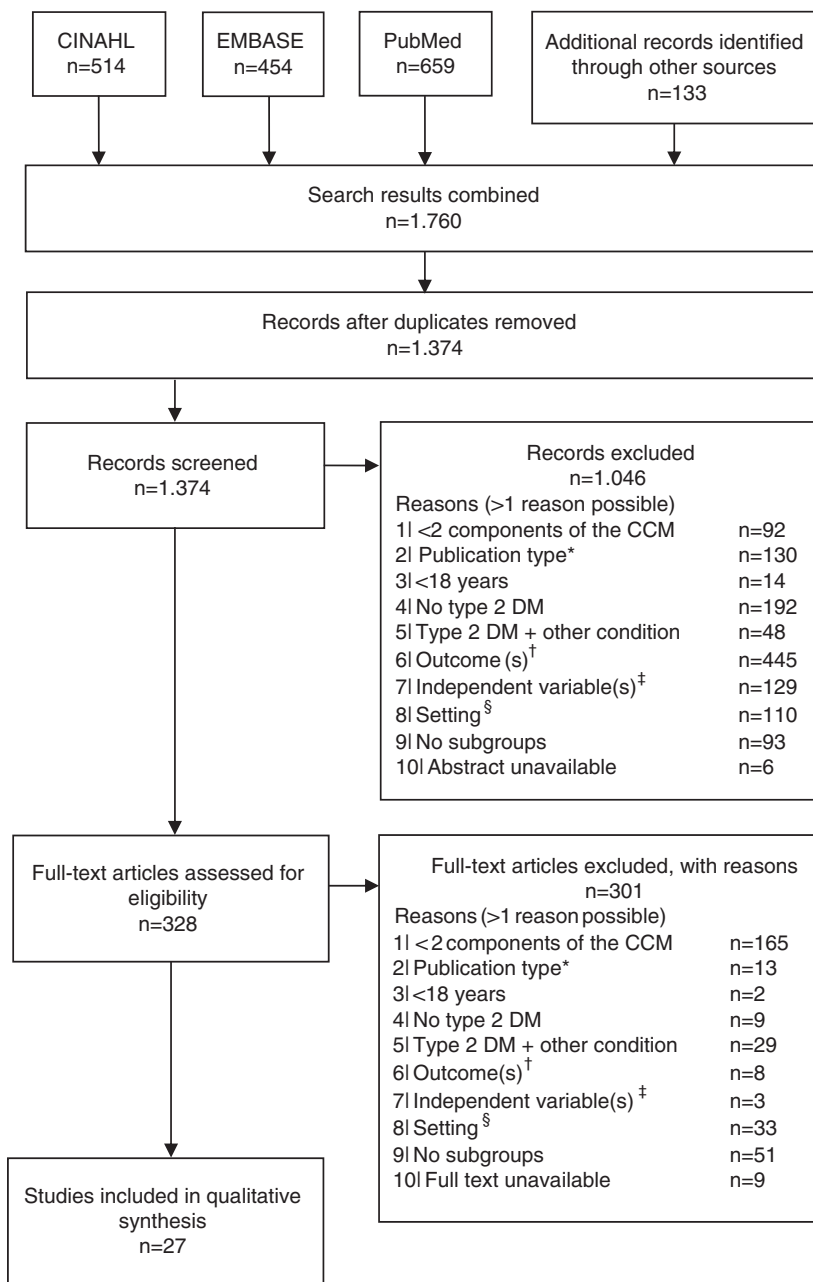 CINAHL
n=514
EMBASE
n=454
PubMed
n=659
Additional records identified
through other sources
n=133
Search results combined
n=1.760
Records after duplicates removed
n=1.374
Records screened
n=1.374
Records excluded
n=1.046
Reasons (>1 reason possible)
1| <2 components of the CCM n=92
2| Publication type* n=130
3| <18 years n=14
4| No type 2 DM n=192
5| Type 2 DM + other condition n=48
6| Outcome (s)† n=445
7| Independent variable(s)‡ n=129
8| Setting§ n=110
9| No subgroups n=93
10| Abstract unavailable n=6
Full-text articles assessed for
eligibility
n=328
Full-text articles excluded, with reasons
n=301
Reasons (>1 reason possible)
1| <2 components of the CCM n=165
2| Publication type* n=13
3| <18 years n=2
4| No type 2 DM n=9
5| Type 2 DM + other condition n=29
6| Outcome(s)† n=8
7| Independent variable(s)‡ n=3
8| Setting§ n=33
9| No subgroups n=51
10| Full text unavailable n=9
Studies included in qualitative
synthesis
n=27